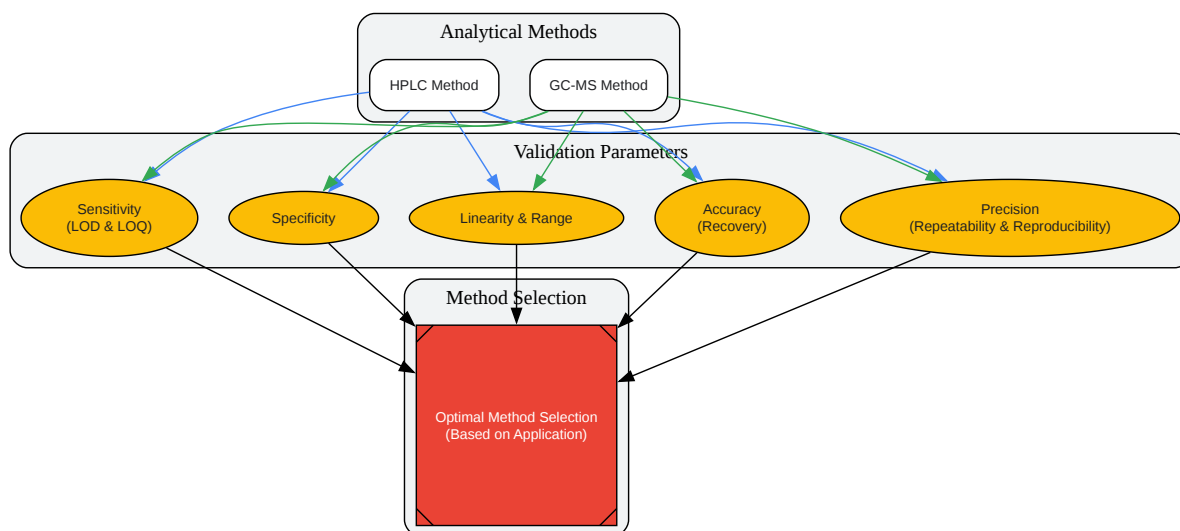 Analytical Methods
HPLC Method
GC-MS Method
Validation Parameters
Sensitivity
(LOD & LOQ)
Specificity
Linearity & Range
Accuracy
(Recovery)
Precision
(Repeatability & Reproducibility)
Method Selection
Optimal Method Selection
(Based on Application)